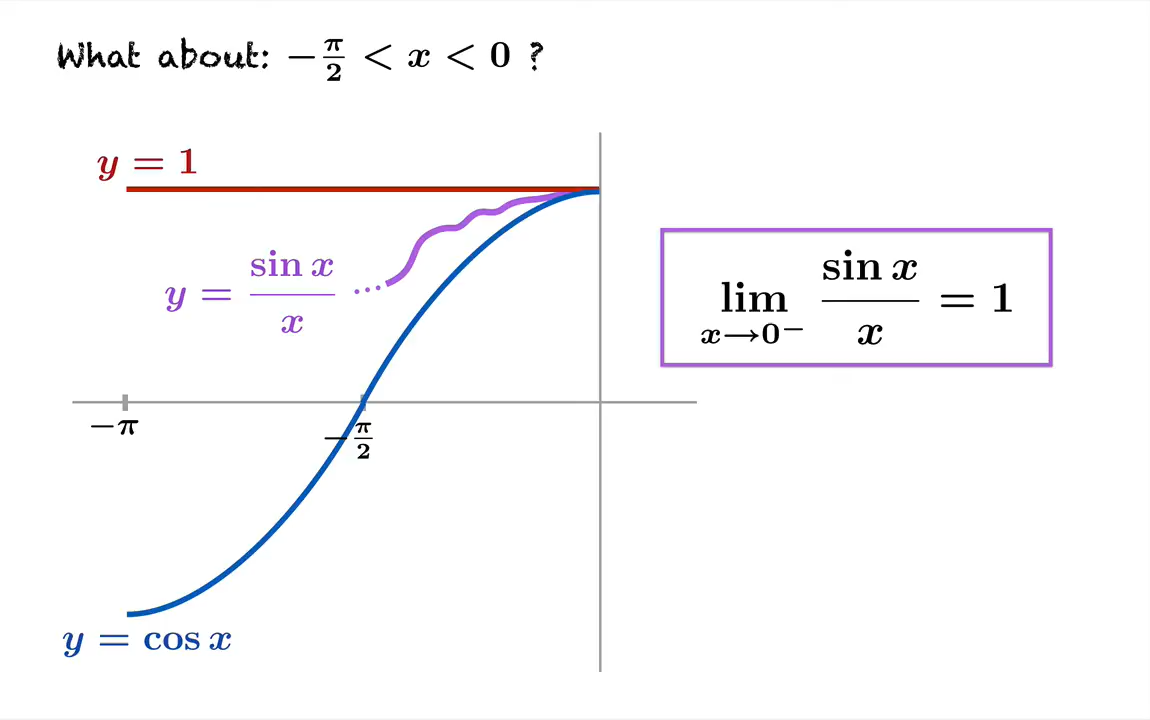 What about: −π/2 < x < 0 ?
y = 1
y = sin x / x ...
lim x→0⁻ sin x / x = 1
−π
−π/2
y = cos x